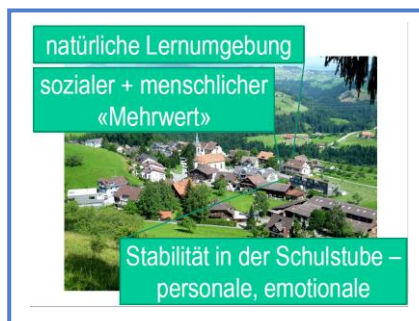 natürliche Lernumgebung
sozialer + menschlicher
«Mehrwert»
Stabilität in der Schulstube –
personale, emotionale